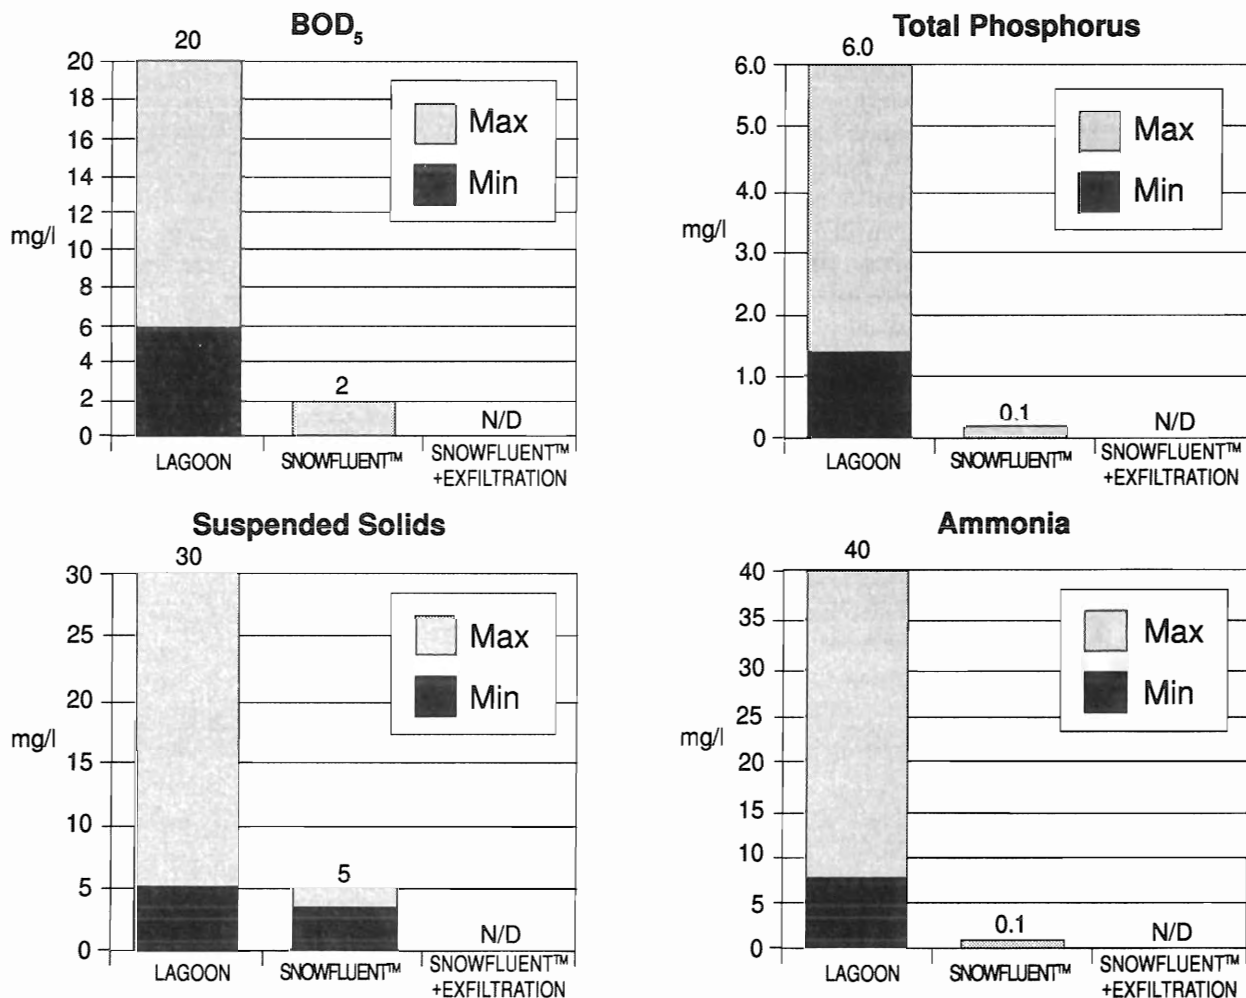 BOD5
20
20
18
16
14
12
10
8
6
4
2
0
mg/l
Max
Min
2
N/D
LAGOON
SNOWFLUENT™
SNOWFLUENT™
+EXFILTRATION
Total Phosphorus
6.0
6.0
5.0
4.0
3.0
2.0
1.0
0
mg/l
Max
Min
0.1
N/D
LAGOON
SNOWFLUENT™
SNOWFLUENT™
+EXFILTRATION
Suspended Solids
30
30
25
20
15
10
5
0
mg/l
Max
Min
5
N/D
LAGOON
SNOWFLUENT™
SNOWFLUENT™
+EXFILTRATION
Ammonia
40
40
35
30
25
20
15
10
5
0
mg/l
Max
Min
0.1
N/D
LAGOON
SNOWFLUENT™
SNOWFLUENT™
+EXFILTRATION